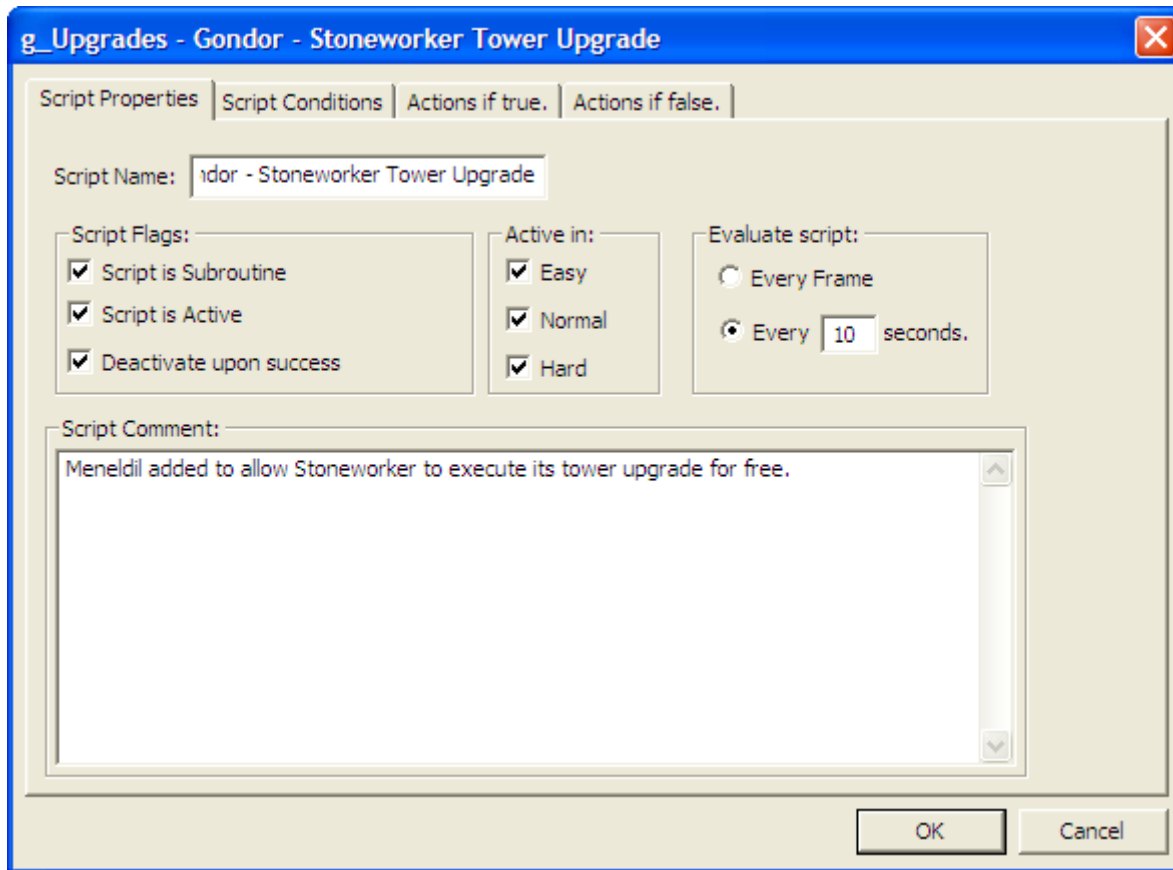 g_Upgrades - Gondor - Stoneworker Tower Upgrade
Script Properties Script Conditions Actions if true. Actions if false.
Script Name: ndor - Stoneworker Tower Upgrade
Script Flags: Active in: Evaluate script:
Script is Subroutine Easy Every Frame
Script is Active Normal Every 10 seconds.
Deactivate upon success Hard
Script Comment:
Meneldil added to allow Stoneworker to execute its tower upgrade for free.
OK Cancel